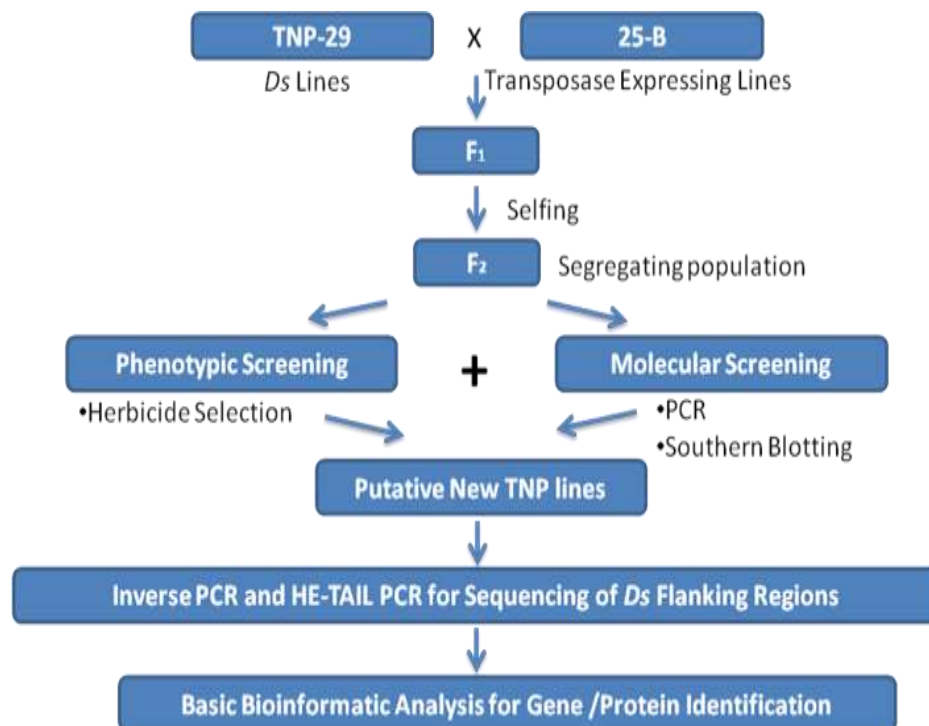 TNP-29 X 25-B
Ds Lines Transposase Expressing Lines
F1
Selfing
F2
Segregating population
Phenotypic Screening + Molecular Screening
•Herbicide Selection •PCR
•Southern Blotting
Putative New TNP lines
Inverse PCR and HE-TAIL PCR for Sequencing of Ds Flanking Regions
Basic Bioinformatic Analysis for Gene /Protein Identification